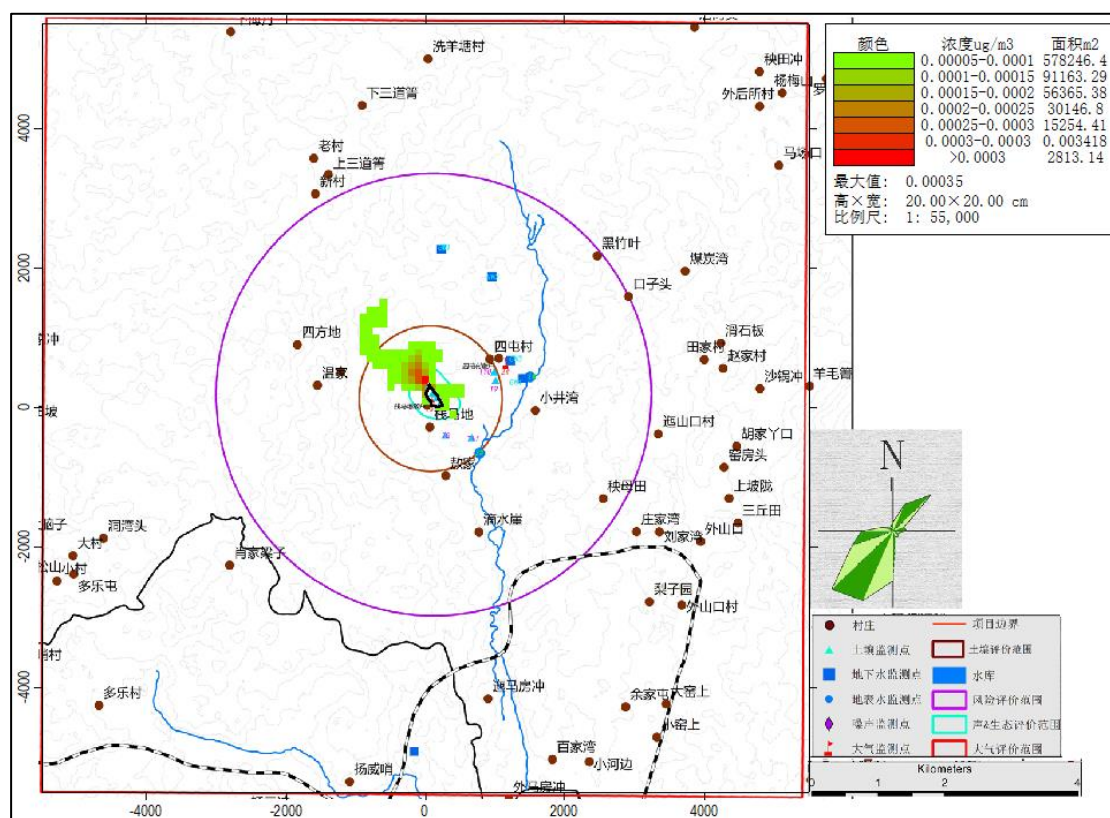 颜色 浓度ug/m3 面积m2
0.00005-0.0001 578246.4
0.0001-0.00015 91163.29
0.00015-0.0002 56365.38
0.0002-0.00025 30146.8
0.00025-0.0003 15254.41
0.0003-0.0003 0.003418
>0.0003 2813.14
最大值: 0.00035
高×宽: 20.00×20.00 cm
比例尺: 1: 55,000
洗羊塘村
秧田冲
杨梅山
罗
外后所村
下三道箐
4000
老村
上三道箐
新村
马场口
黑竹叶
煤炭湾
2000
口子头
四方地
四屯村
滑石板
田家村
赵家村
温家
沙锅冲
羊毛箐
0
小井湾
线马地
迤山口村
胡家丫口
敖家
窑房头
秧母田
上坡陇
三丘田
滴水崖
庄家湾
刘家湾
外山口
-2000
洞湾头
大村
松山小村
多乐屯
肖家梁子
梨子园
外山口村
-4000
多乐村
跑马房冲
余家屯
大窑上
小窑上
百家湾
小河边
扬威哨
外马房冲
-4000 -2000 0 2000 4000
N
村庄 项目边界
土壤监测点 土壤评价范围
地下水监测点 水库
地表水监测点 风险评价范围
噪声监测点 声&生态评价范围
大气监测点 大气评价范围
Kilometers
0 1 2 4